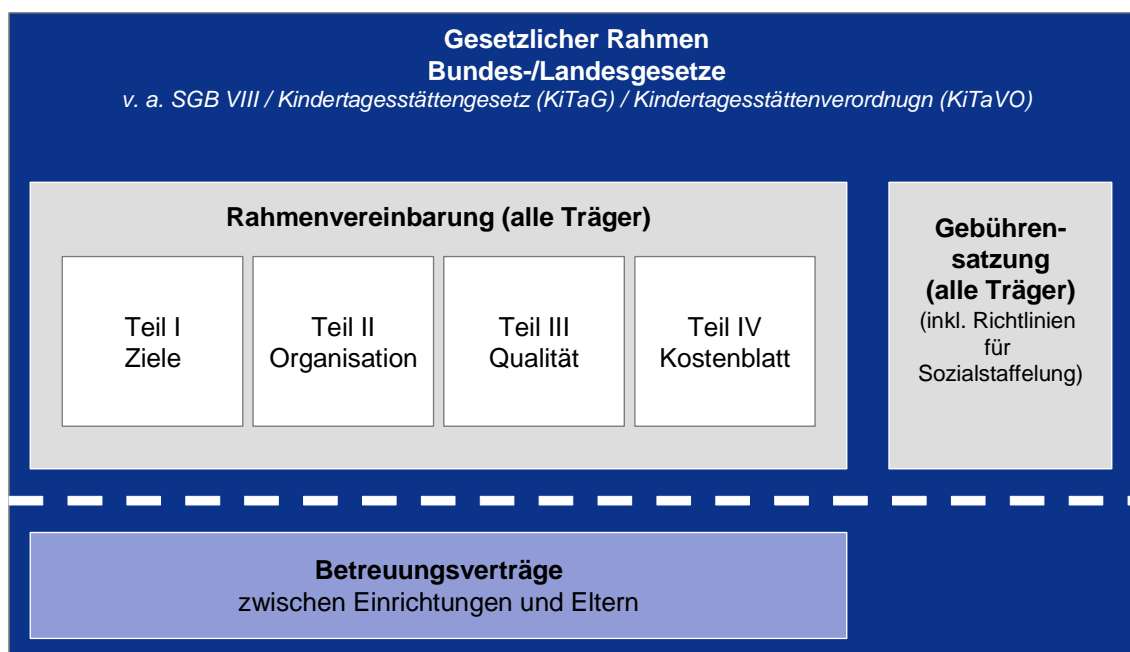 Gesetzlicher Rahmen
Bundes-/Landesgesetze
v. a. SGB VIII / Kindertagesstättengesetz (KiTaG) / Kindertagesstättenverordnugn (KiTaVO)
Rahmenvereinbarung (alle Träger)
Teil I
Ziele
Teil II
Organisation
Teil III
Qualität
Teil IV
Kostenblatt
Gebühren-
satzung
(alle Träger)
(inkl. Richtlinien
für
Sozialstaffelung)
Betreuungsverträge
zwischen Einrichtungen und Eltern